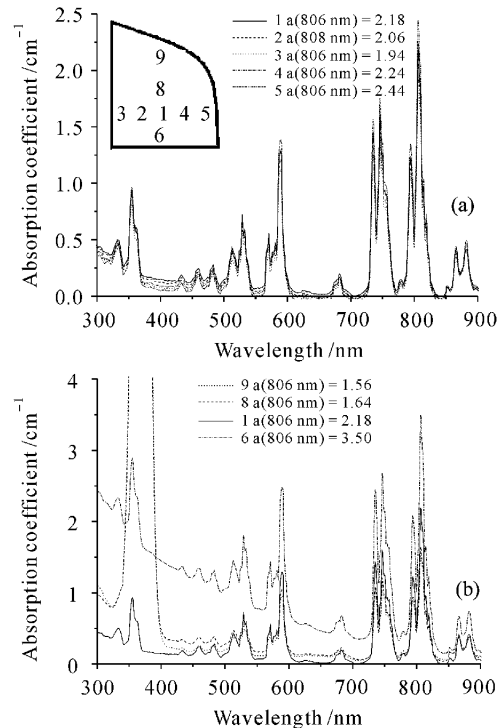 2.5
2.0
1.5
1.0
0.5
0.0
Absorption coefficient /cm⁻¹
9
8
3 2 1 4 5
6
1 a(806 nm) = 2.18
2 a(808 nm) = 2.06
3 a(806 nm) = 1.94
4 a(806 nm) = 2.24
5 a(806 nm) = 2.44
(a)
300 400 500 600 700 800 900
Wavelength /nm
4
3
2
1
0
Absorption coefficient /cm⁻¹
9 a(806 nm) = 1.56
8 a(806 nm) = 1.64
1 a(806 nm) = 2.18
6 a(806 nm) = 3.50
(b)
300 400 500 600 700 800 900
Wavelength /nm